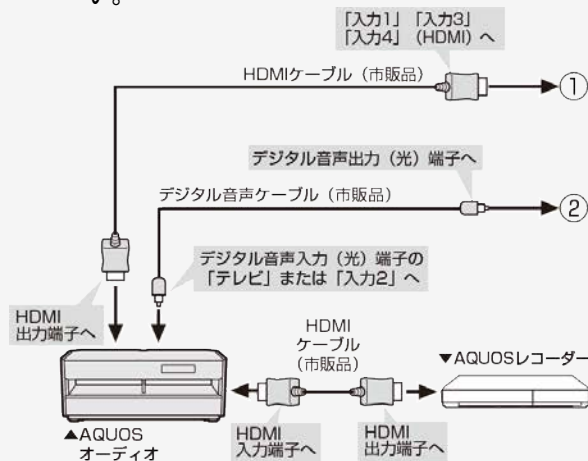 い。
「入力1」「入力3」
「入力4」（HDMI）へ
HDMIケーブル（市販品）
①
デジタル音声出力（光）端子へ
デジタル音声ケーブル（市販品）
②
デジタル音声入力（光）端子の
「テレビ」または「入力2」へ
HDMI
出力端子へ
HDMI
ケーブル
（市販品）
▼AQUOSレコーダー
▲AQUOS
オーディオ
HDMI
入力端子へ
HDMI
出力端子へ